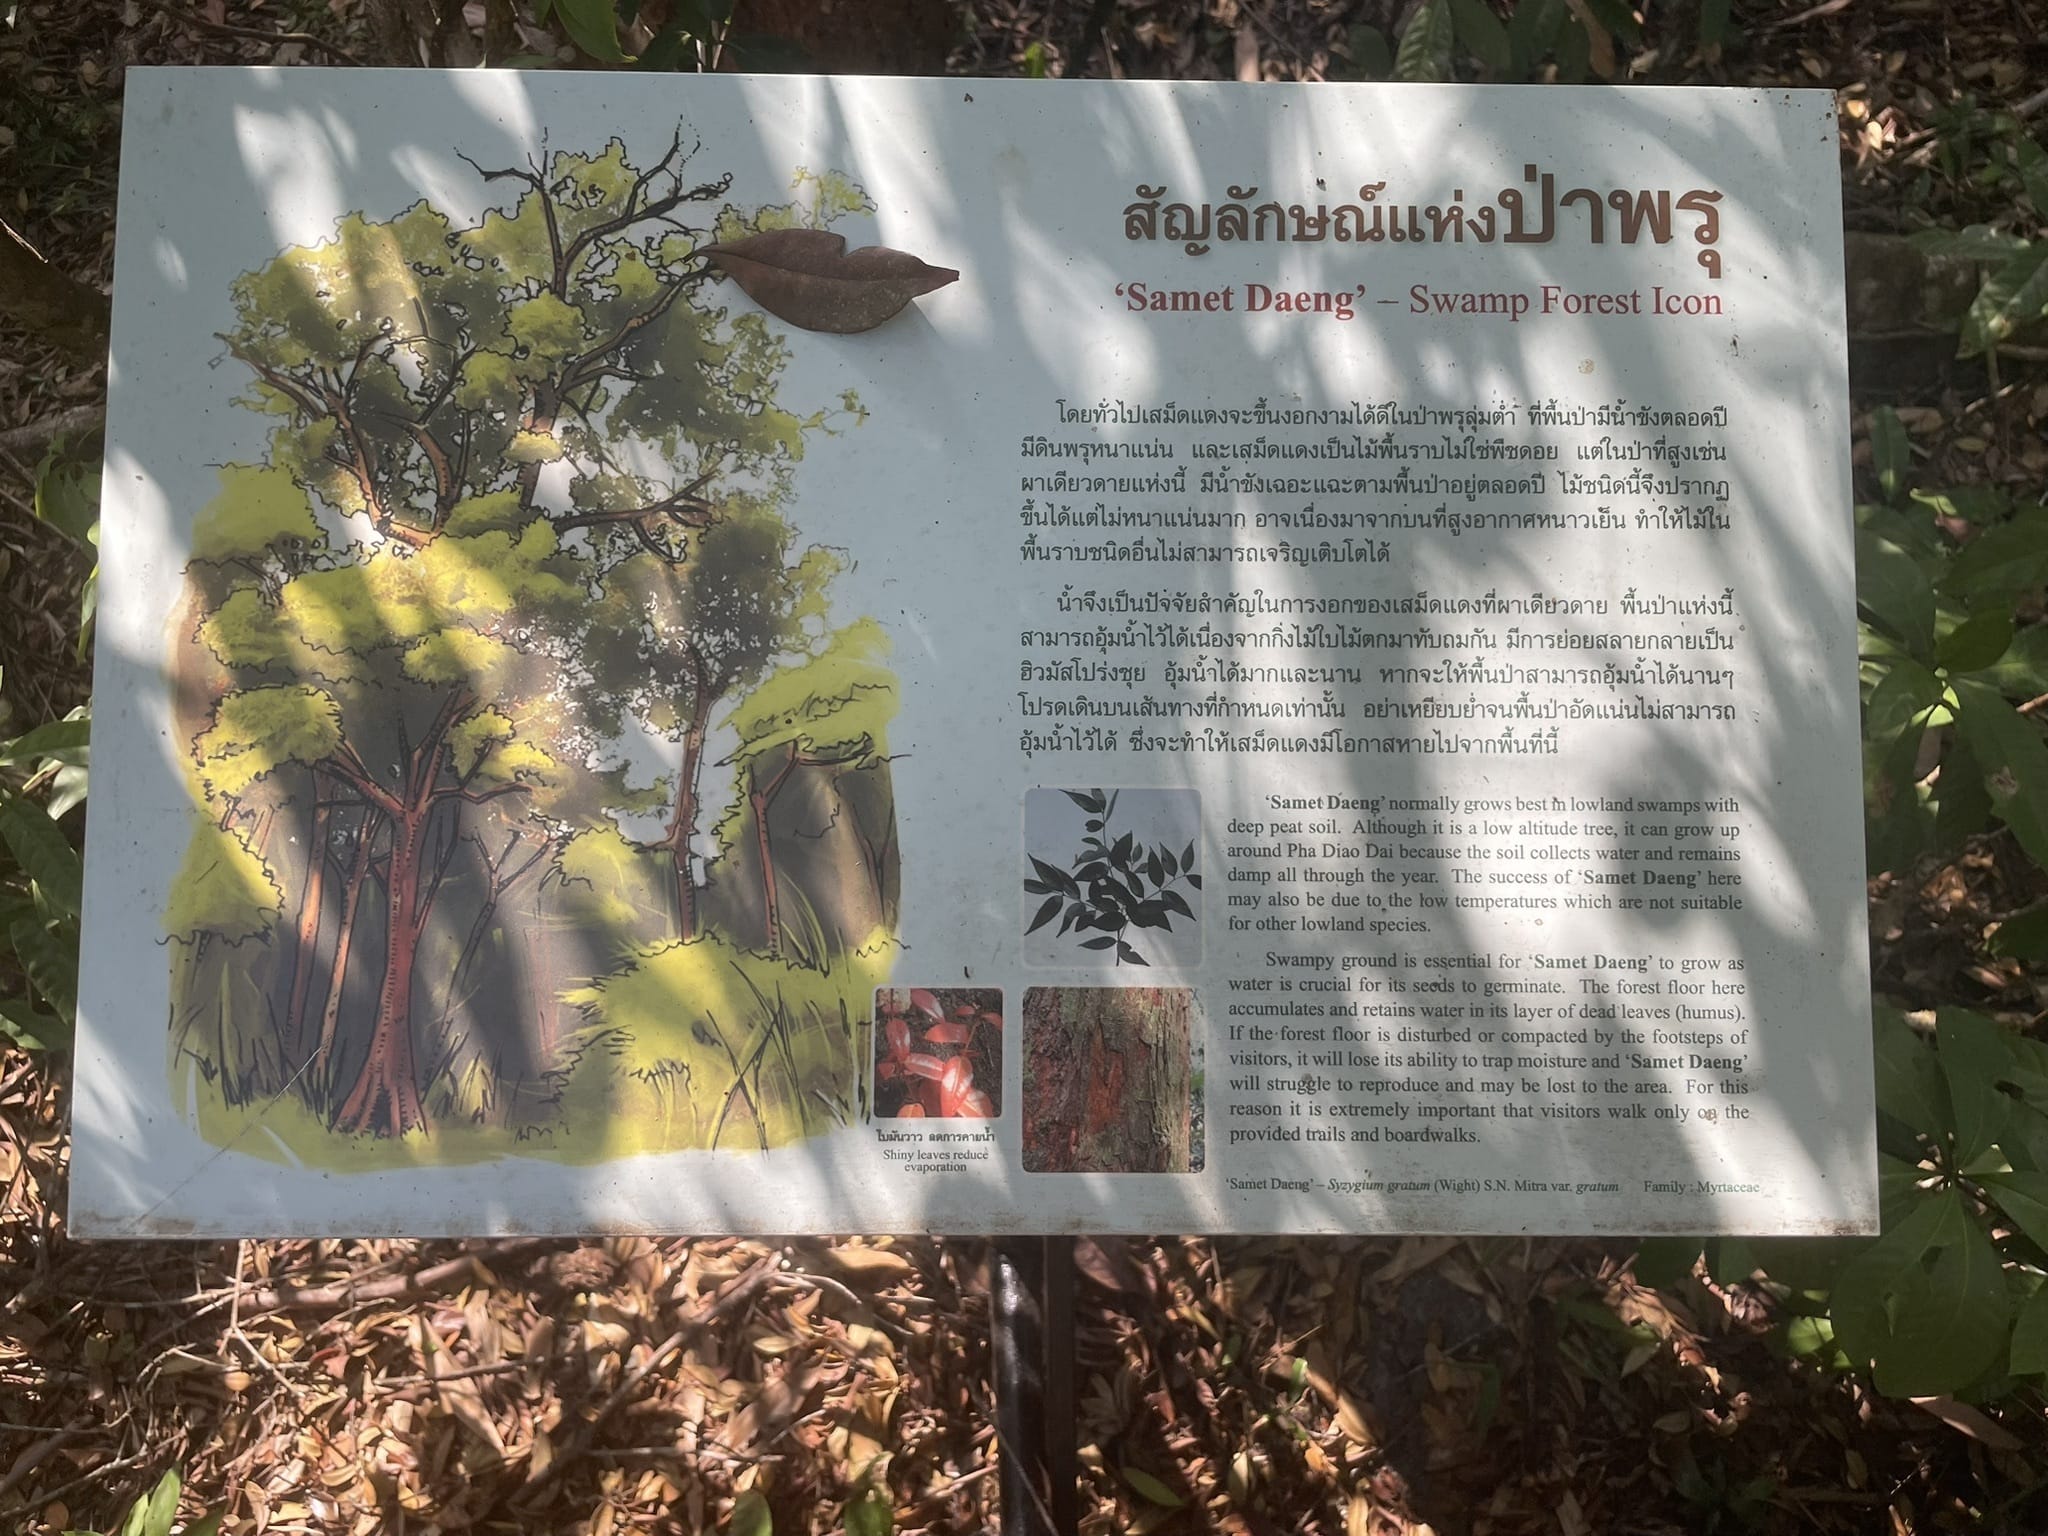 สัญลักษณ์แห่งป่าพรุ
‘Samet Daeng’ – Swamp Forest Icon
โดยทั่วไปเสม็ดแดงจะขึ้นงอกงามได้ดีในป่าพรุลุ่มต่ำ ที่พื้นป่ามีน้ำขังตลอดปี
มีดินพรุหนาแน่น และเสม็ดแดงเป็นไม้พื้นราบไม่ใช่พืชดอย แต่ในป่าที่สูงเช่น
ผาเดียวดายแห่งนี้ มีน้ำขังเฉอะแฉะตามพื้นป่าอยู่ตลอดปี ไม้ชนิดนี้จึงปรากฏ
ขึ้นได้แต่ไม่หนาแน่นมาก อาจเนื่องมาจากบนที่สูงอากาศหนาวเย็น ทำให้ไม้ใน
พื้นราบชนิดอื่นไม่สามารถเจริญเติบโตได้
น้ำจึงเป็นปัจจัยสำคัญในการงอกของเสม็ดแดงที่ผาเดียวดาย พื้นป่าแห่งนี้
สามารถอุ้มน้ำไว้ได้เนื่องจากกิ่งไม้ใบไม้ตกมาทับถมกัน มีการย่อยสลายกลายเป็น
ฮิวมัสโปร่งซุย อุ้มน้ำได้มากและนาน หากจะให้พื้นป่าสามารถอุ้มน้ำได้นานๆ
โปรดเดินบนเส้นทางที่กำหนดเท่านั้น อย่าเหยียบย่ำจนพื้นป่าอัดแน่นไม่สามารถ
อุ้มน้ำไว้ได้ ซึ่งจะทำให้เสม็ดแดงมีโอกาสหายไปจากพื้นที่นี้
‘Samet Daeng’ normally grows best in lowland swamps with
deep peat soil. Although it is a low altitude tree, it can grow up
around Pha Diao Dai because the soil collects water and remains
damp all through the year. The success of ‘Samet Daeng’ here
may also be due to the low temperatures which are not suitable
for other lowland species.
Swampy ground is essential for ‘Samet Daeng’ to grow as
water is crucial for its seeds to germinate. The forest floor here
accumulates and retains water in its layer of dead leaves (humus).
If the forest floor is disturbed or compacted by the footsteps of
visitors, it will lose its ability to trap moisture and ‘Samet Daeng’
will struggle to reproduce and may be lost to the area. For this
reason it is extremely important that visitors walk only on the
provided trails and boardwalks.
ใบมันวาว ลดการคายน้ำ
Shiny leaves reduce
evaporation
‘Samet Daeng’ – Syzygium gratum (Wight) S.N. Mitra var. gratum Family : Myrtaceae